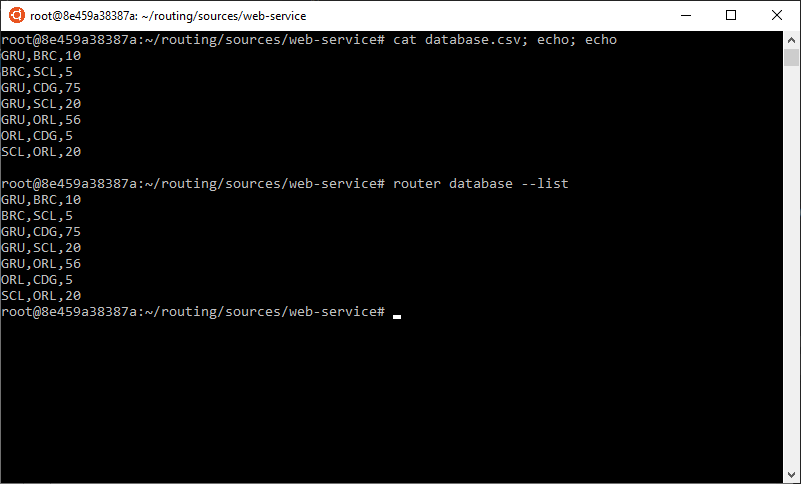 root@8e459a38387a: ~/routing/sources/web-service
root@8e459a38387a:~/routing/sources/web-service# cat database.csv; echo; echo
GRU,BRC,10
BRC,SCL,5
GRU,CDG,75
GRU,SCL,20
GRU,ORL,56
ORL,CDG,5
SCL,ORL,20
root@8e459a38387a:~/routing/sources/web-service# router database --list
GRU,BRC,10
BRC,SCL,5
GRU,CDG,75
GRU,SCL,20
GRU,ORL,56
ORL,CDG,5
SCL,ORL,20
root@8e459a38387a:~/routing/sources/web-service#